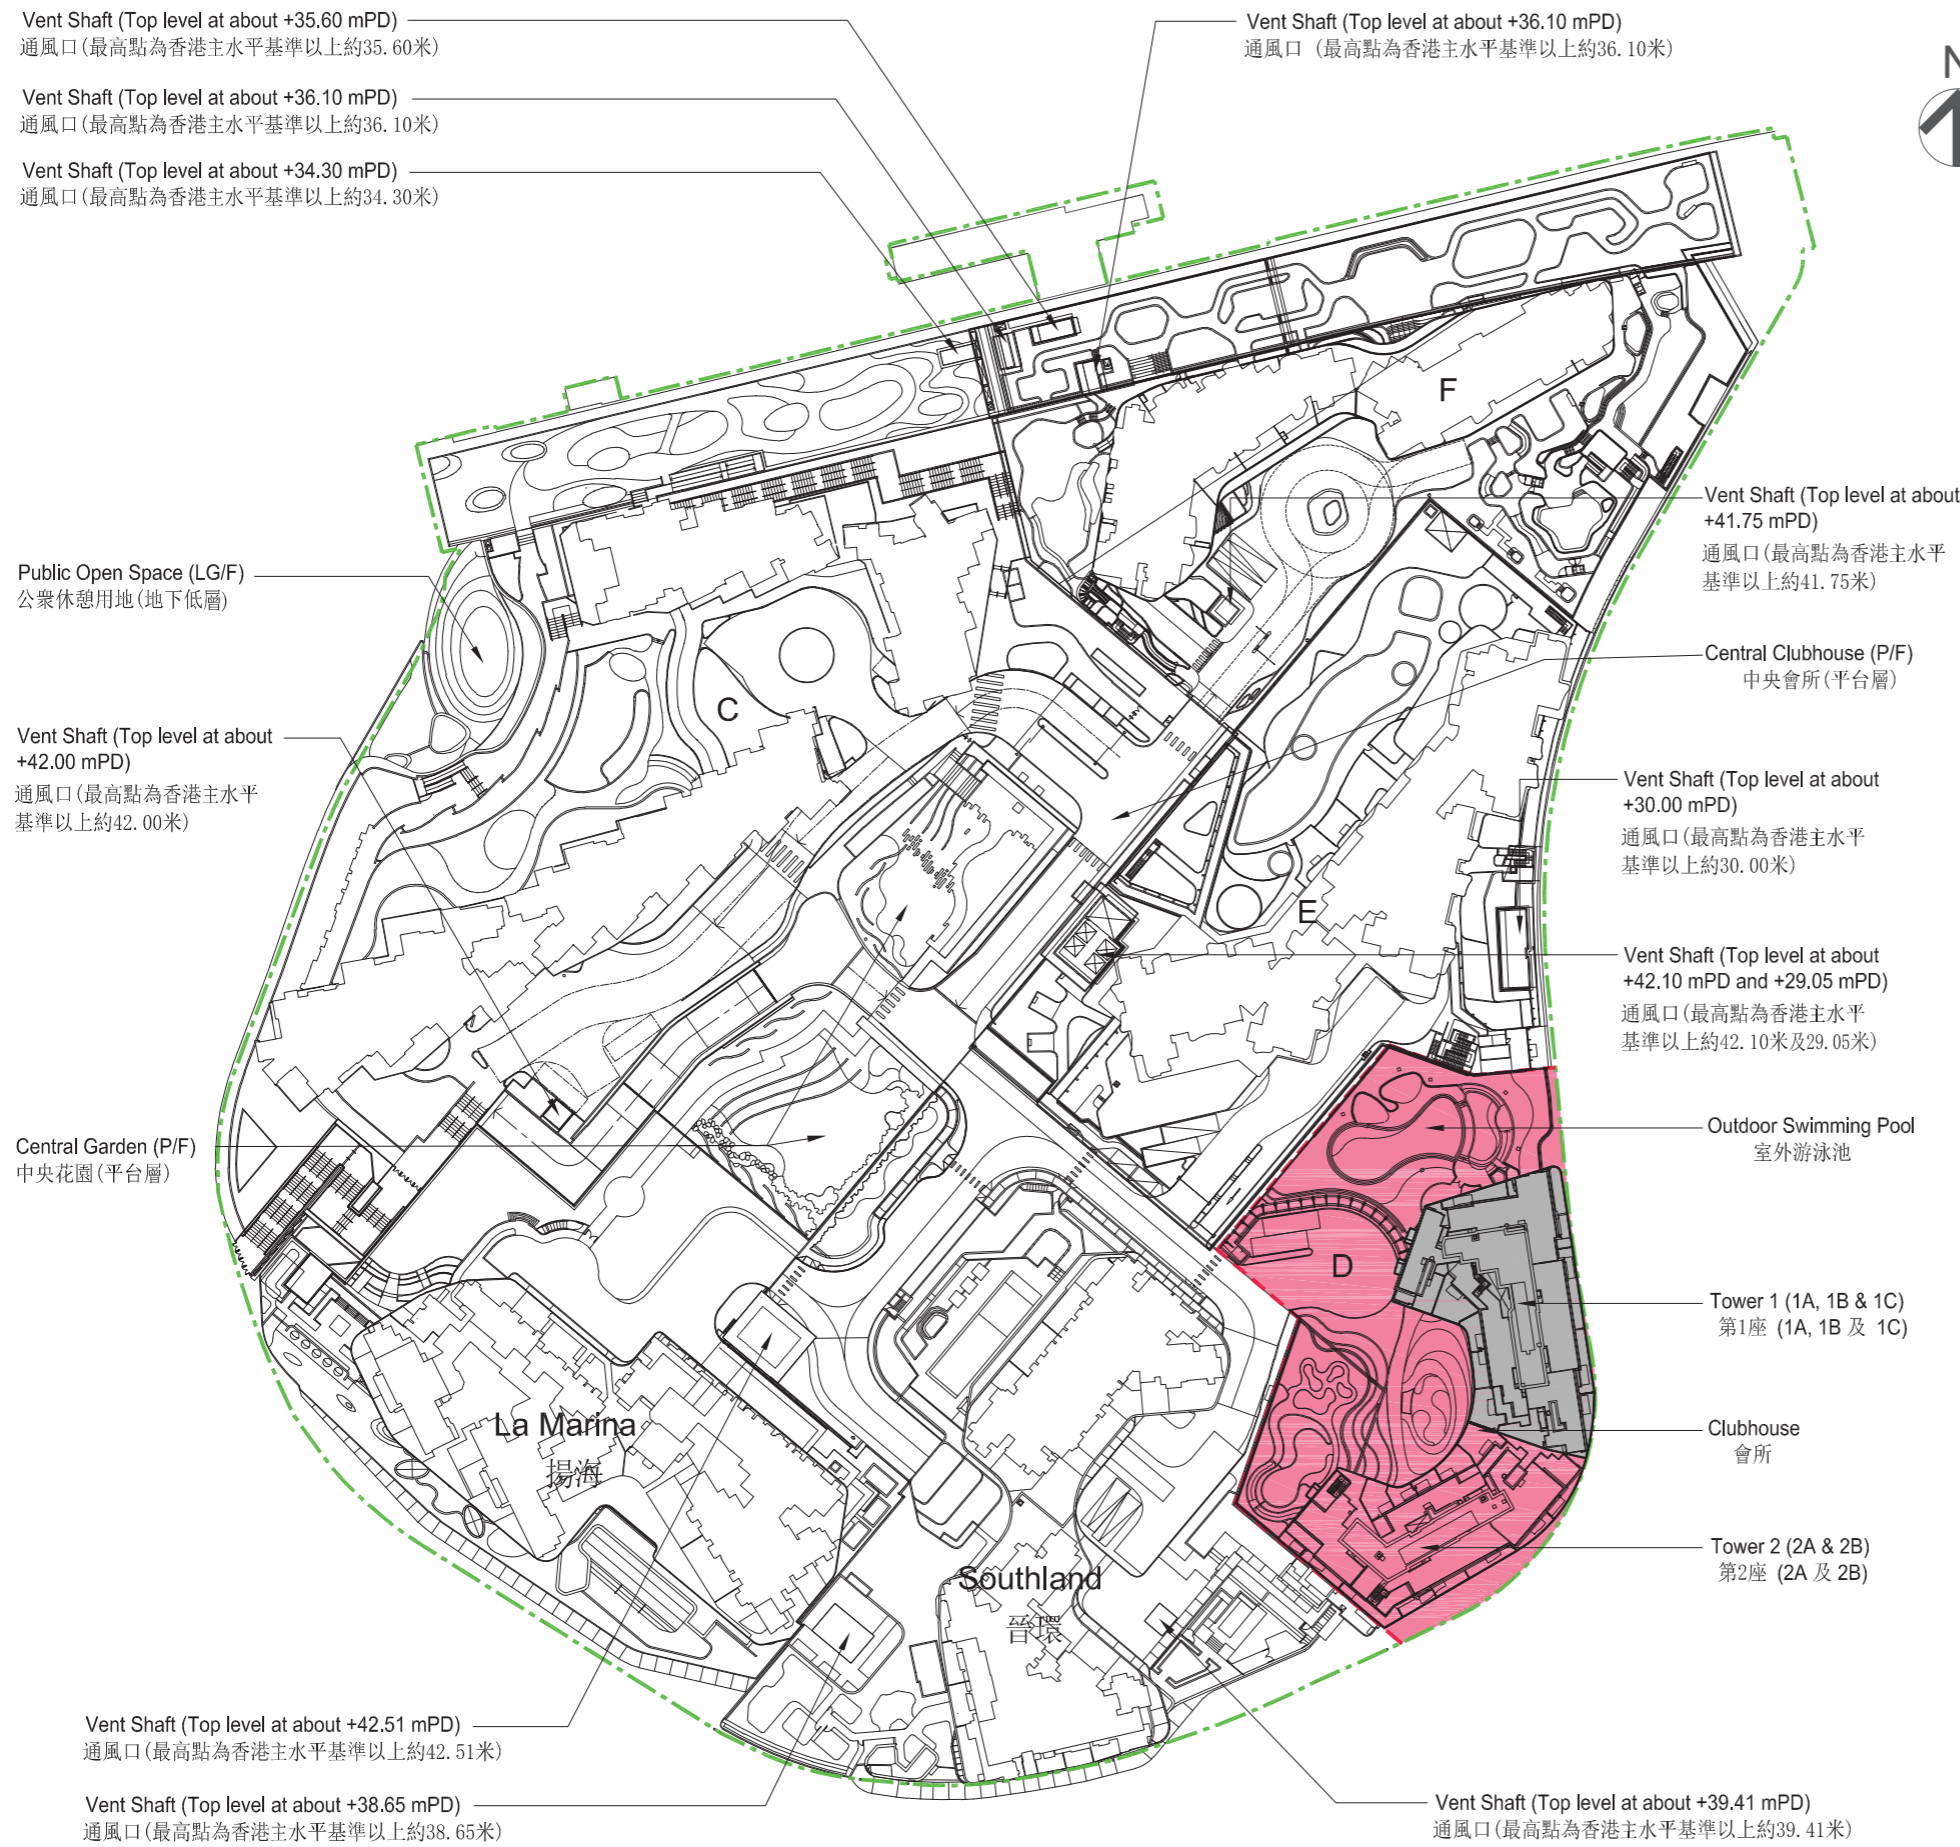 Vent Shaft (Top level at about +35.60 mPD)
通風口(最高點為香港主水平基準以上約35.60米)
Vent Shaft (Top level at about +36.10 mPD)
通風口(最高點為香港主水平基準以上約36.10米)
Vent Shaft (Top level at about +34.30 mPD)
通風口(最高點為香港主水平基準以上約34.30米)
Vent Shaft (Top level at about +36.10 mPD)
通風口 (最高點為香港主水平基準以上約36.10米)
N
F
Vent Shaft (Top level at about
+41.75 mPD)
通風口(最高點為香港主水平
基準以上約41.75米)
Public Open Space (LG/F)
公眾休憩用地(地下低層)
Central Clubhouse (P/F)
中央會所(平台層)
C
Vent Shaft (Top level at about
+42.00 mPD)
通風口(最高點為香港主水平
基準以上約42.00米)
Vent Shaft (Top level at about
+30.00 mPD)
通風口(最高點為香港主水平
基準以上約30.00米)
E
Vent Shaft (Top level at about
+42.10 mPD and +29.05 mPD)
通風口(最高點為香港主水平
基準以上約42.10米及29.05米)
Central Garden (P/F)
中央花園(平台層)
Outdoor Swimming Pool
室外游泳池
D
Tower 1 (1A, 1B & 1C)
第1座 (1A, 1B 及 1C)
La Marina
揚海
Clubhouse
會所
Tower 2 (2A & 2B)
第2座 (2A 及 2B)
Southland
晉環
Vent Shaft (Top level at about +42.51 mPD)
通風口(最高點為香港主水平基準以上約42.51米)
Vent Shaft (Top level at about +38.65 mPD)
通風口(最高點為香港主水平基準以上約38.65米)
Vent Shaft (Top level at about +39.41 mPD)
通風口(最高點為香港主水平基準以上約39.41米)